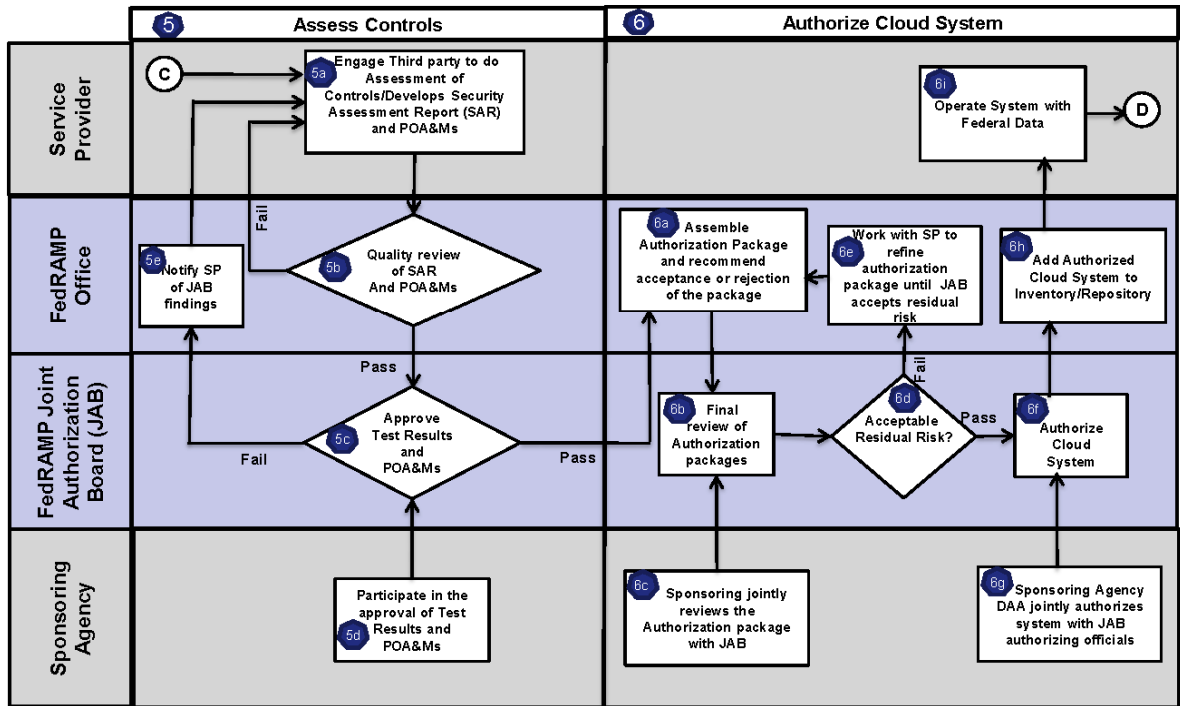 5
Assess Controls
6
Authorize Cloud System
Service
Provider
C
5a
Engage Third party to do
Assessment of
Controls/Develops Security
Assessment Report (SAR)
and POA&Ms
6i
Operate System with
Federal Data
D
FedRAMP
Office
Fail
5e
Notify SP
of JAB
findings
5b
Quality review
of SAR
And POA&Ms
Pass
6a
Assemble
Authorization Package
and recommend
acceptance or rejection
of the package
Work with SP to
6e
refine
authorization
package until JAB
accepts residual
risk
6h
Add Authorized
Cloud System to
Inventory/Repository
FedRAMP Joint
Authorization
Board (JAB)
Fail
5c
Approve
Test Results
and
POA&Ms
Pass
6b
Final
review of
Authorization
packages
Fail
6d
Acceptable
Residual Risk?
Pass
6f
Authorize
Cloud
System
Sponsoring
Agency
Participate in the
approval of Test
5d
Results and
POA&Ms
6c
Sponsoring jointly
reviews the
Authorization package
with JAB
6g
Sponsoring Agency
DAA jointly authorizes
system with JAB
authorizing officials